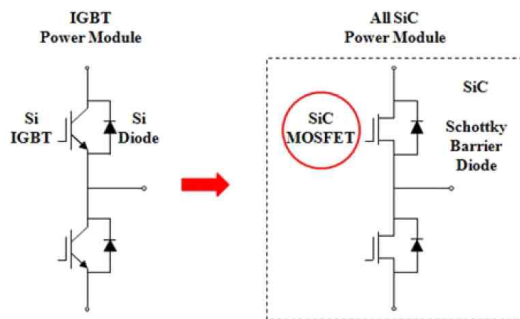 IGBT
Power Module
Si
IGBT
Si
Diode
All SiC
Power Module
SiC
MOSFET
SiC
Schottky
Barrier
Diode